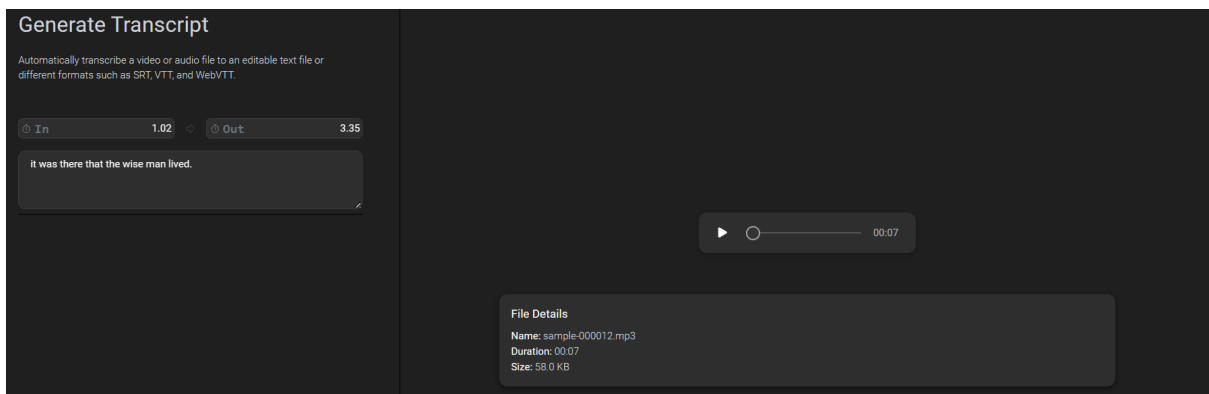 Generate Transcript
Automatically transcribe a video or audio file to an editable text file or
different formats such as SRT, VTT, and WebVTT.
In 1.02 Out 3.35
it was there that the wise man lived.
00:07
File Details
Name: sample-000012.mp3
Duration: 00:07
Size: 58.0 KB